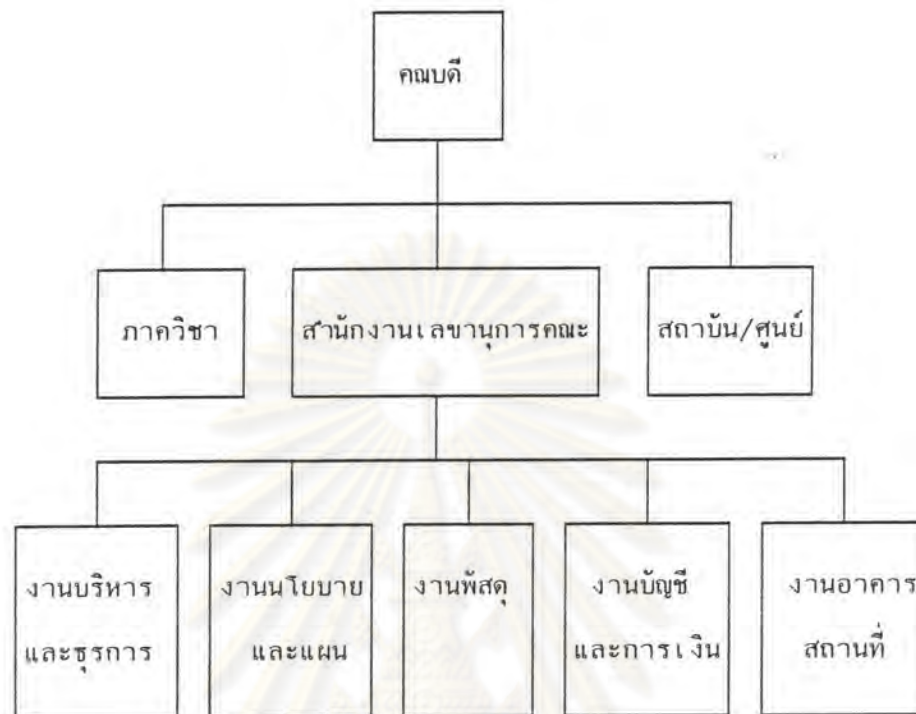 คณบดี
ภาควิชา
สำนักงานเลขานุการคณะ
สถาบัน/ศูนย์
งานบริหาร
และธุรการ
งานนโยบาย
และแผน
งานพัสดุ
งานบัญชี
และการเงิน
งานอาคาร
สถานที่